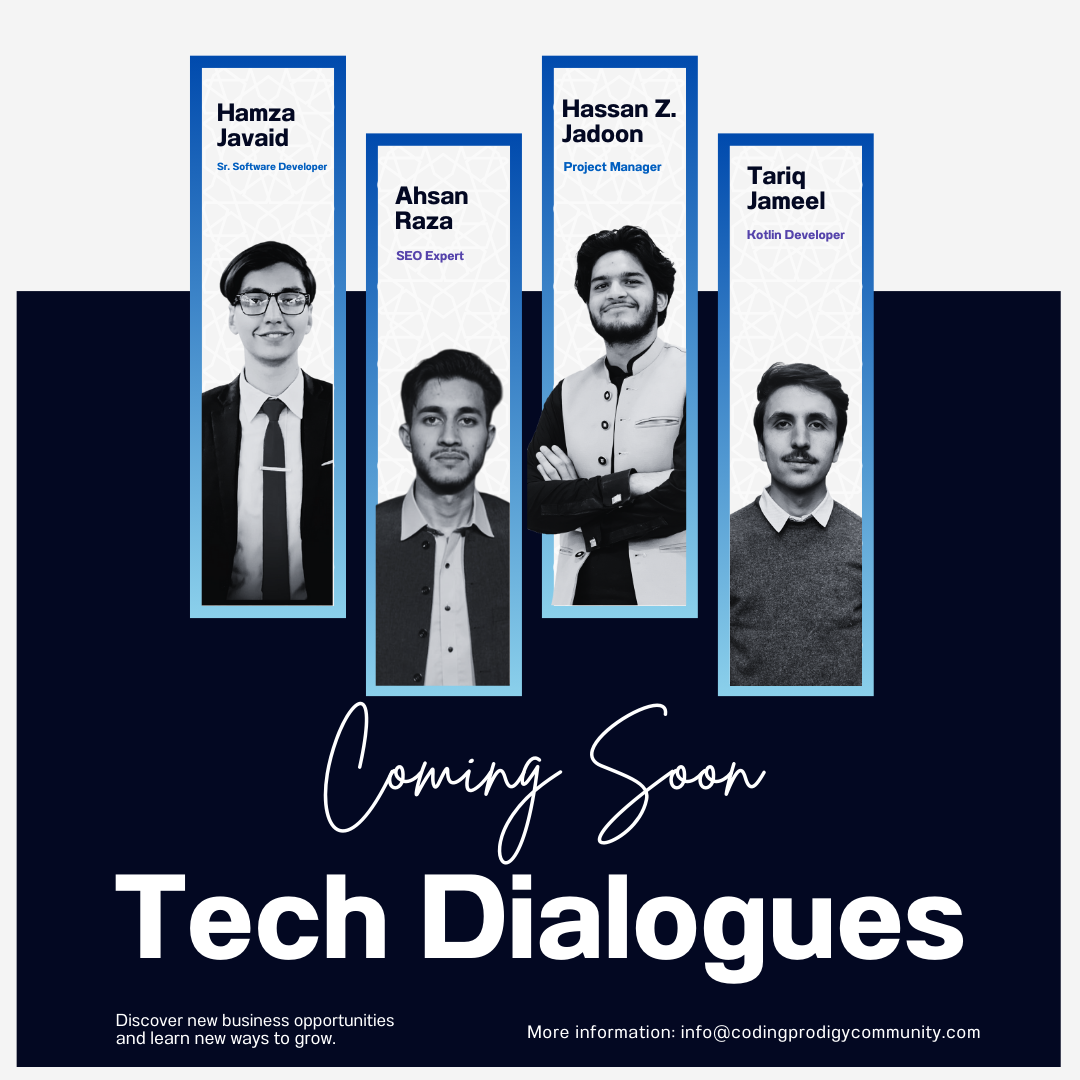 Hamza
Javaid
Sr. Software Developer
Ahsan
Raza
SEO Expert
Hassan Z.
Jadoon
Project Manager
Tariq
Jameel
Kotlin Developer
Coming Soon
Tech Dialogues
Discover new business opportunities
and learn new ways to grow.
More information: info@codingprodigycommunity.com